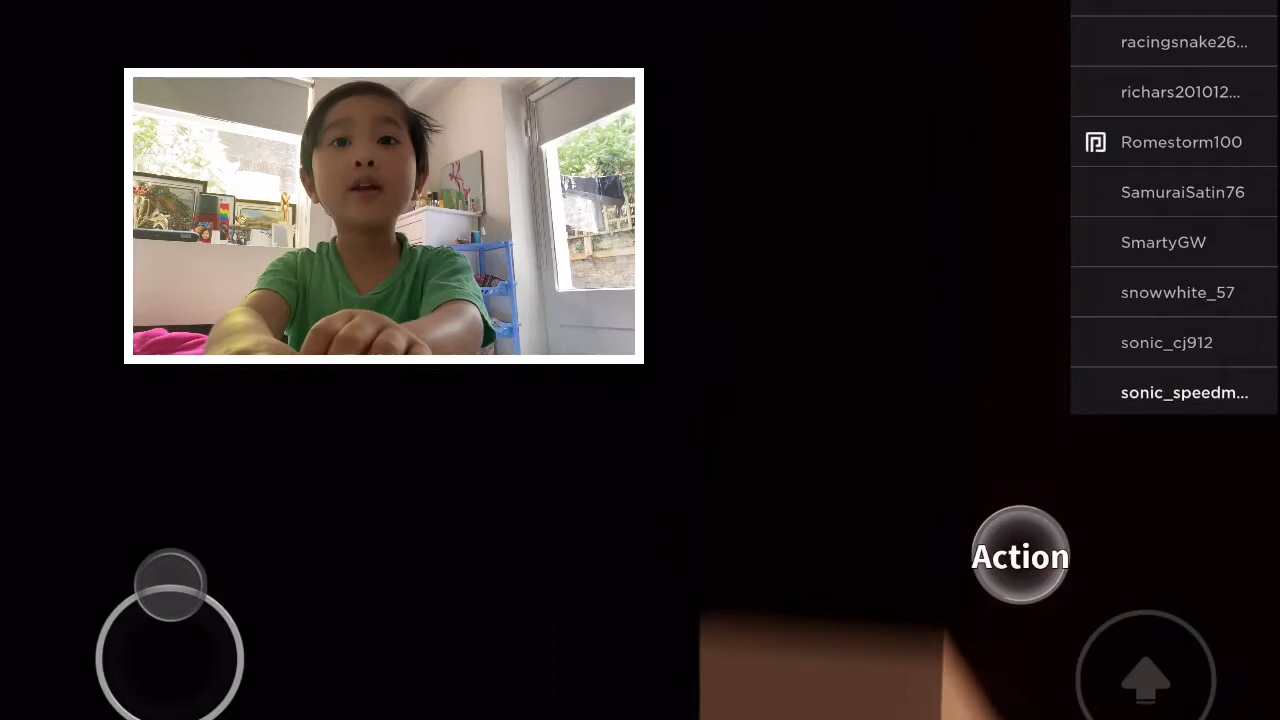 racingsnake26...
richars201012...
Romestorm100
SamuraiSatin76
SmartyGW
snowwhite_57
sonic_cj912
sonic_speedm...
Action